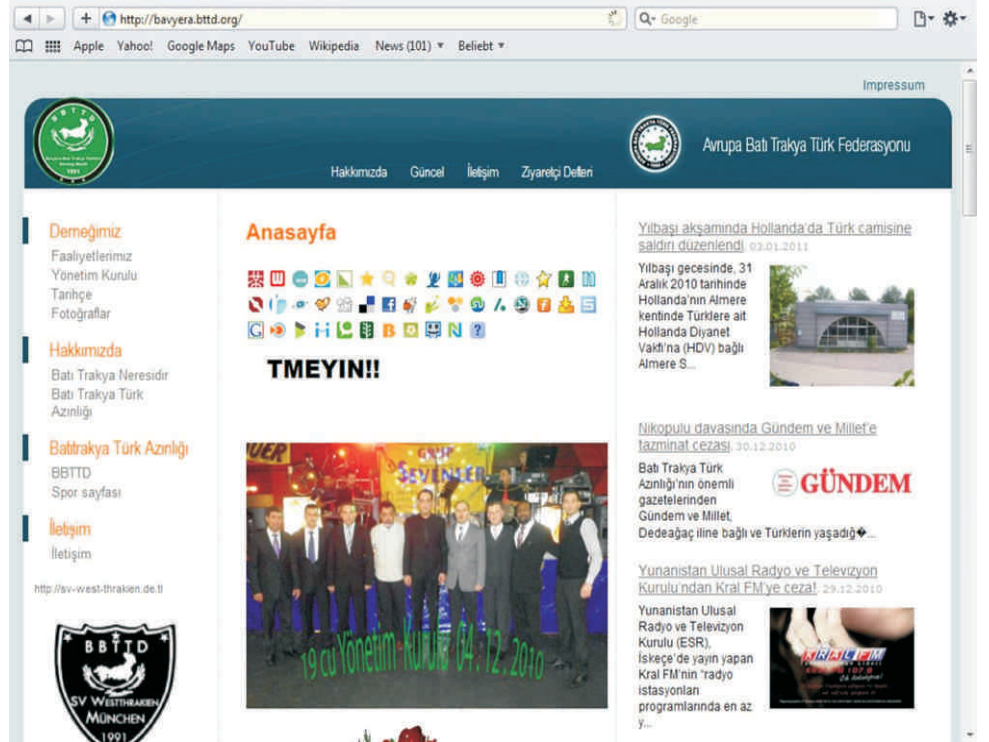 http://bavyera.bttd.org/
Google
Apple Yahoo! Google Maps YouTube Wikipedia News (101) Beliebt
Impressum
BBTTD
1991
Hakkımızda Güncel İletişim Ziyaretçi Defteri
Avrupa Batı Trakya Türk Federasyonu
Derneğimiz
Faaliyetlerimiz
Yönetim Kurulu
Tarihçe
Fotoğraflar
Hakkımızda
Batı Trakya Neresidir
Batı Trakya Türk
Azınlığı
Batıtrakya Türk Azınlığı
BBTTD
Spor sayfası
İletişim
İletişim
http://sv-west-thrakien.de.tl
BBTTD
SV WESTTHRAKIEN
MÜNCHEN
1991
Anasayfa
TMEYIN!!
GRUP
SEVENLER
19 cu Yönetim Kurulu 04.12.2010
Yılbaşı akşamında Hollanda'da Türk camisine
saldırı düzenlendi. 03.01.2011
Yılbaşı gecesinde, 31
Aralık 2010 tarihinde
Hollanda'nın Almere
kentinde Türklere ait
Hollanda Diyanet
Vakfı'na (HDV) bağlı
Almere S...
Nikopulu davasında Gündem ve Millet'e
tazminat cezası. 30.12.2010
Batı Trakya Türk
Azınlığı'nın önemli
gazetelerinden
Gündem ve Millet,
Dedeağaç iline bağlı ve Türklerin yaşadığ�...
GÜNDEM
Yunanistan Ulusal Radyo ve Televizyon
Kurulu'ndan Kral FM'ye ceza!. 29.12.2010
Yunanistan Ulusal
Radyo ve Televizyon
Kurulu (ESR),
İskeçe'de yayın yapan
Kral FM'nin "radyo
istasyonları
programlarında en az
y...
KRAL FM